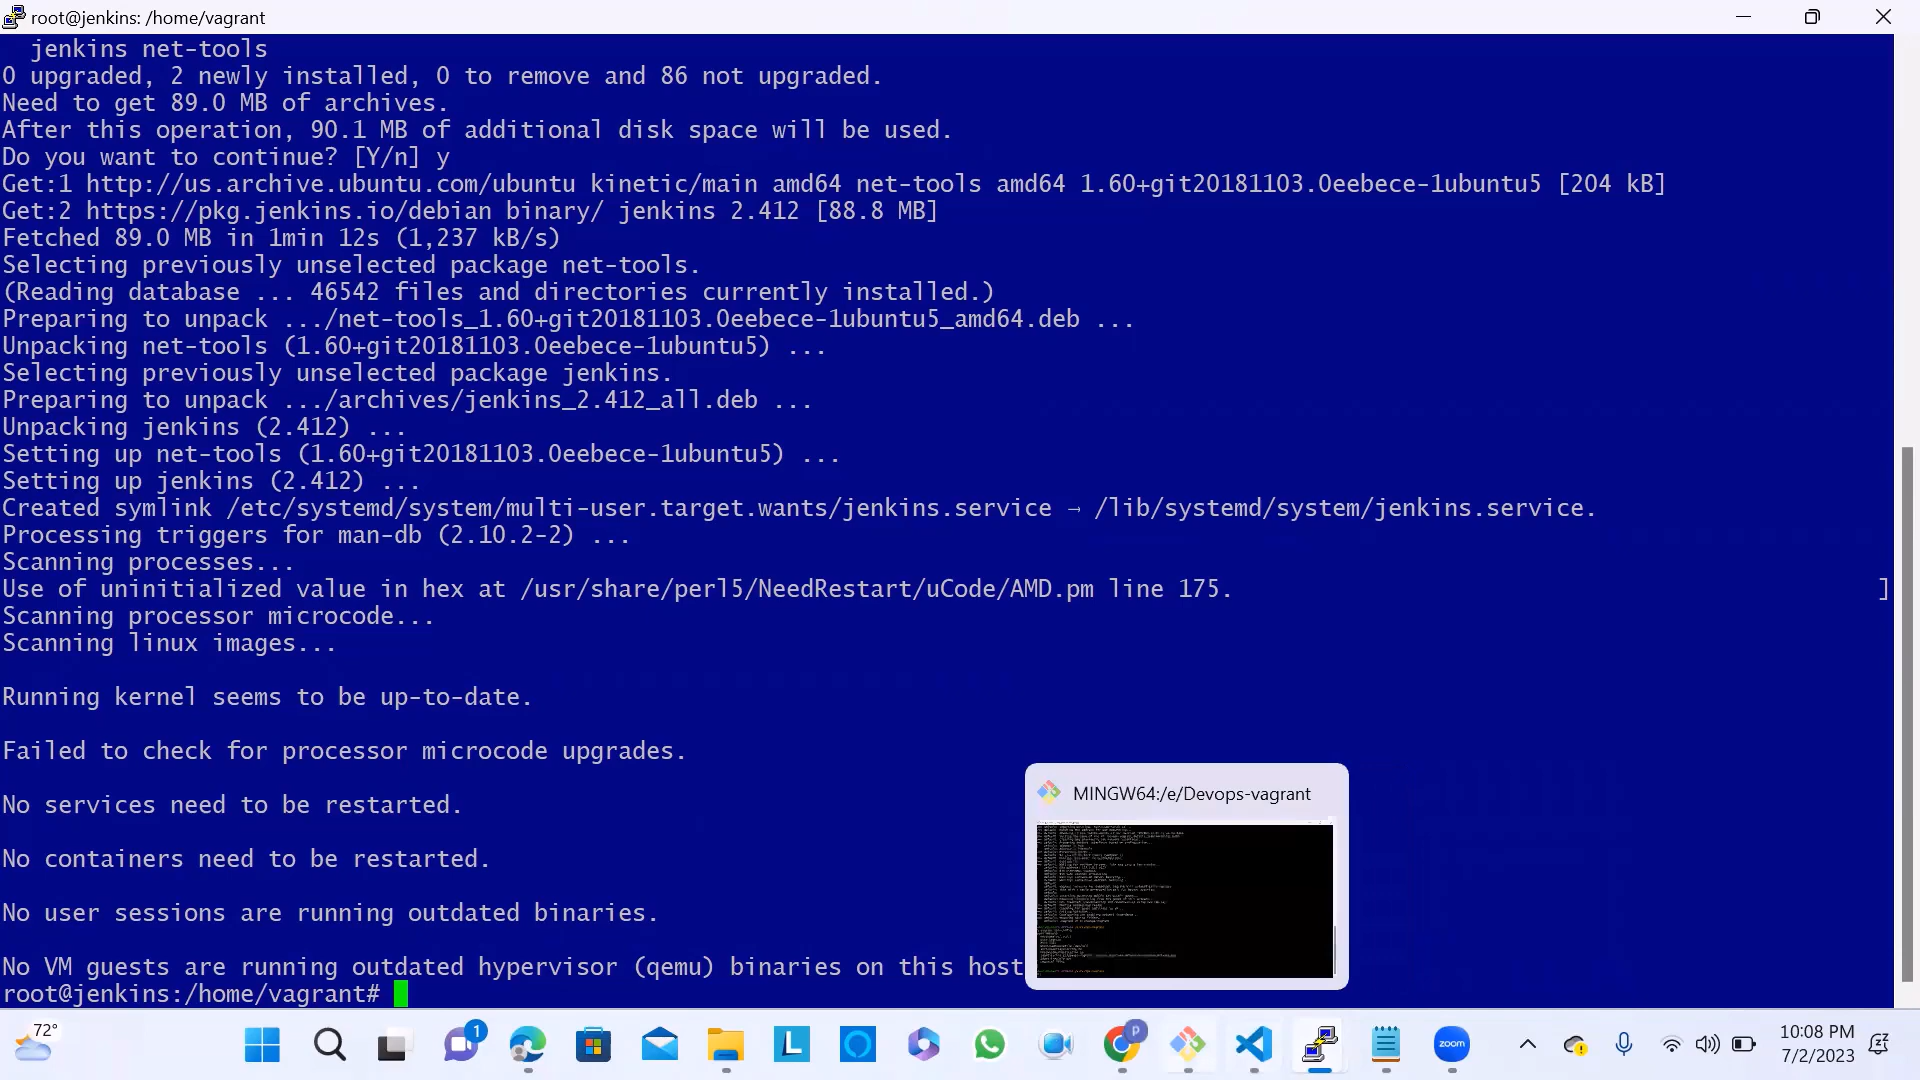 root@jenkins: /home/vagrant
jenkins net-tools
0 upgraded, 2 newly installed, 0 to remove and 86 not upgraded.
Need to get 89.0 MB of archives.
After this operation, 90.1 MB of additional disk space will be used.
Do you want to continue? [Y/n] y
Get:1 http://us.archive.ubuntu.com/ubuntu kinetic/main amd64 net-tools amd64 1.60+git20181103.0eebece-1ubuntu5 [204 kB]
Get:2 https://pkg.jenkins.io/debian binary/ jenkins 2.412 [88.8 MB]
Fetched 89.0 MB in 1min 12s (1,237 kB/s)
Selecting previously unselected package net-tools.
(Reading database ... 46542 files and directories currently installed.)
Preparing to unpack .../net-tools_1.60+git20181103.0eebece-1ubuntu5_amd64.deb ...
Unpacking net-tools (1.60+git20181103.0eebece-1ubuntu5) ...
Selecting previously unselected package jenkins.
Preparing to unpack .../archives/jenkins_2.412_all.deb ...
Unpacking jenkins (2.412) ...
Setting up net-tools (1.60+git20181103.0eebece-1ubuntu5) ...
Setting up jenkins (2.412) ...
Created symlink /etc/systemd/system/multi-user.target.wants/jenkins.service → /lib/systemd/system/jenkins.service.
Processing triggers for man-db (2.10.2-2) ...
Scanning processes...
Use of uninitialized value in hex at /usr/share/perl5/NeedRestart/uCode/AMD.pm line 175. ]
Scanning processor microcode...
Scanning linux images...
Running kernel seems to be up-to-date.
Failed to check for processor microcode upgrades.
No services need to be restarted.
No containers need to be restarted.
No user sessions are running outdated binaries.
No VM guests are running outdated hypervisor (qemu) binaries on this host
root@jenkins:/home/vagrant#
MINGW64:/e/Devops-vagrant
72°
1
L
P
zoom
10:08 PM
7/2/2023